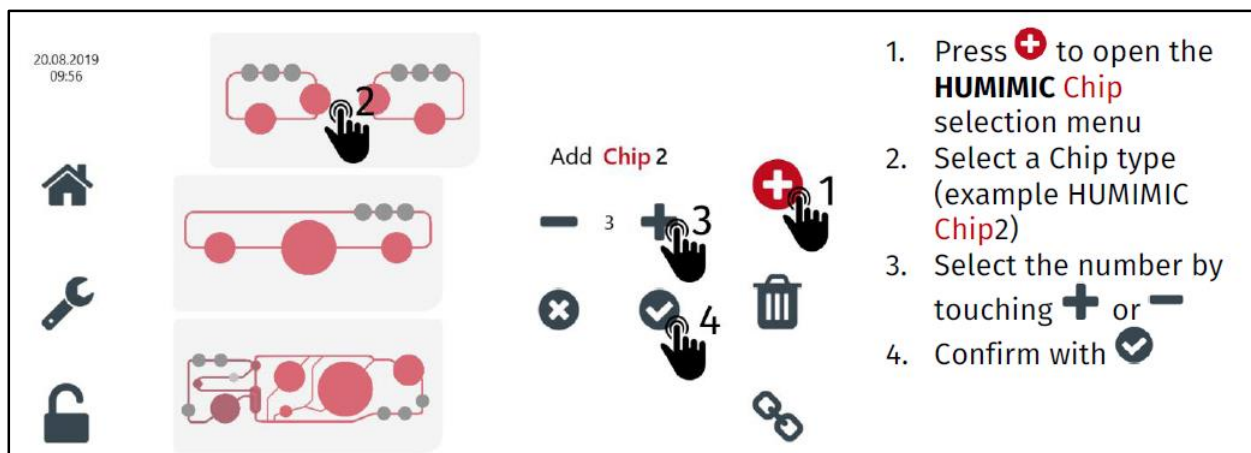 20.08.2019
09:56
2
Add Chip 2
3
1
3
4
1. Press to open the
HUMIMIC Chip
selection menu
2. Select a Chip type
(example HUMIMIC
Chip2)
3. Select the number by
touching + or −
4. Confirm with